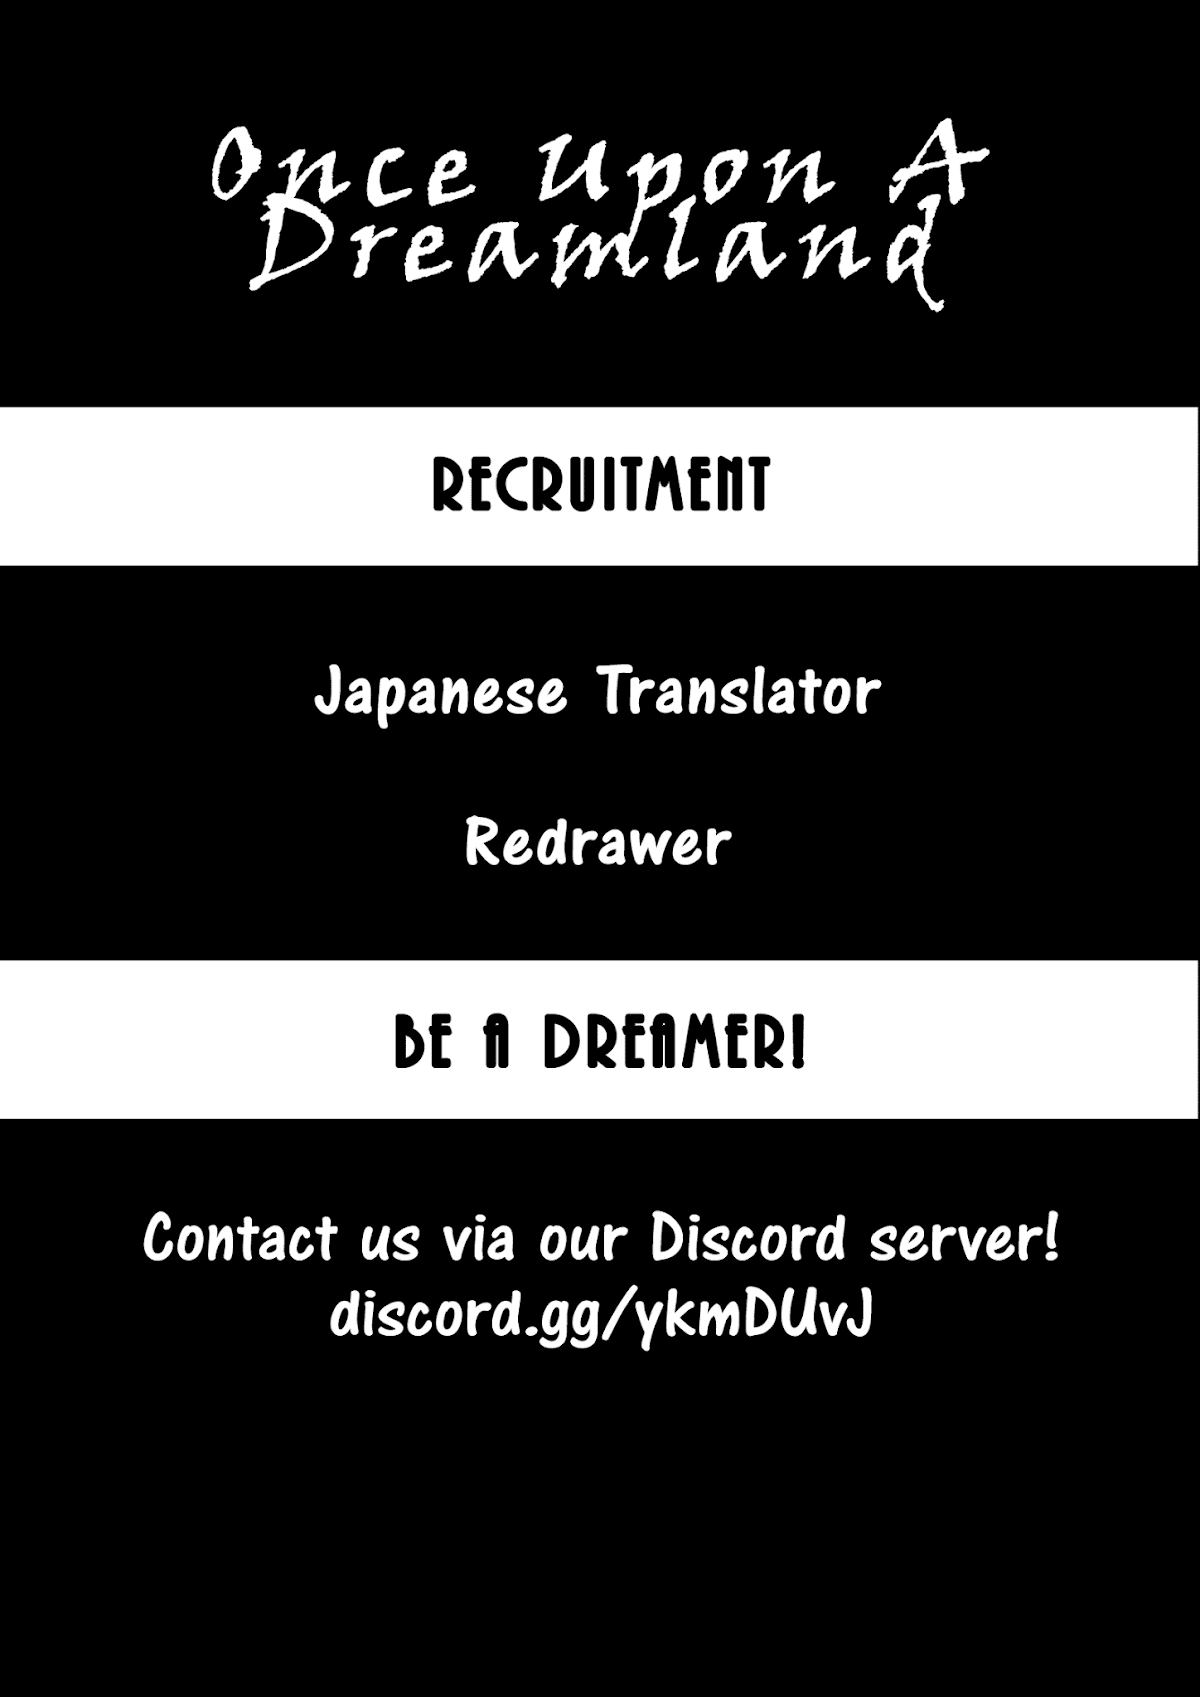 Once Upon A
Dreamland
RECRUITMENT
Japanese Translator
Redrawer
BE A DREAMER!
Contact us via our Discord server!
discord.gg/ykmDUvJ